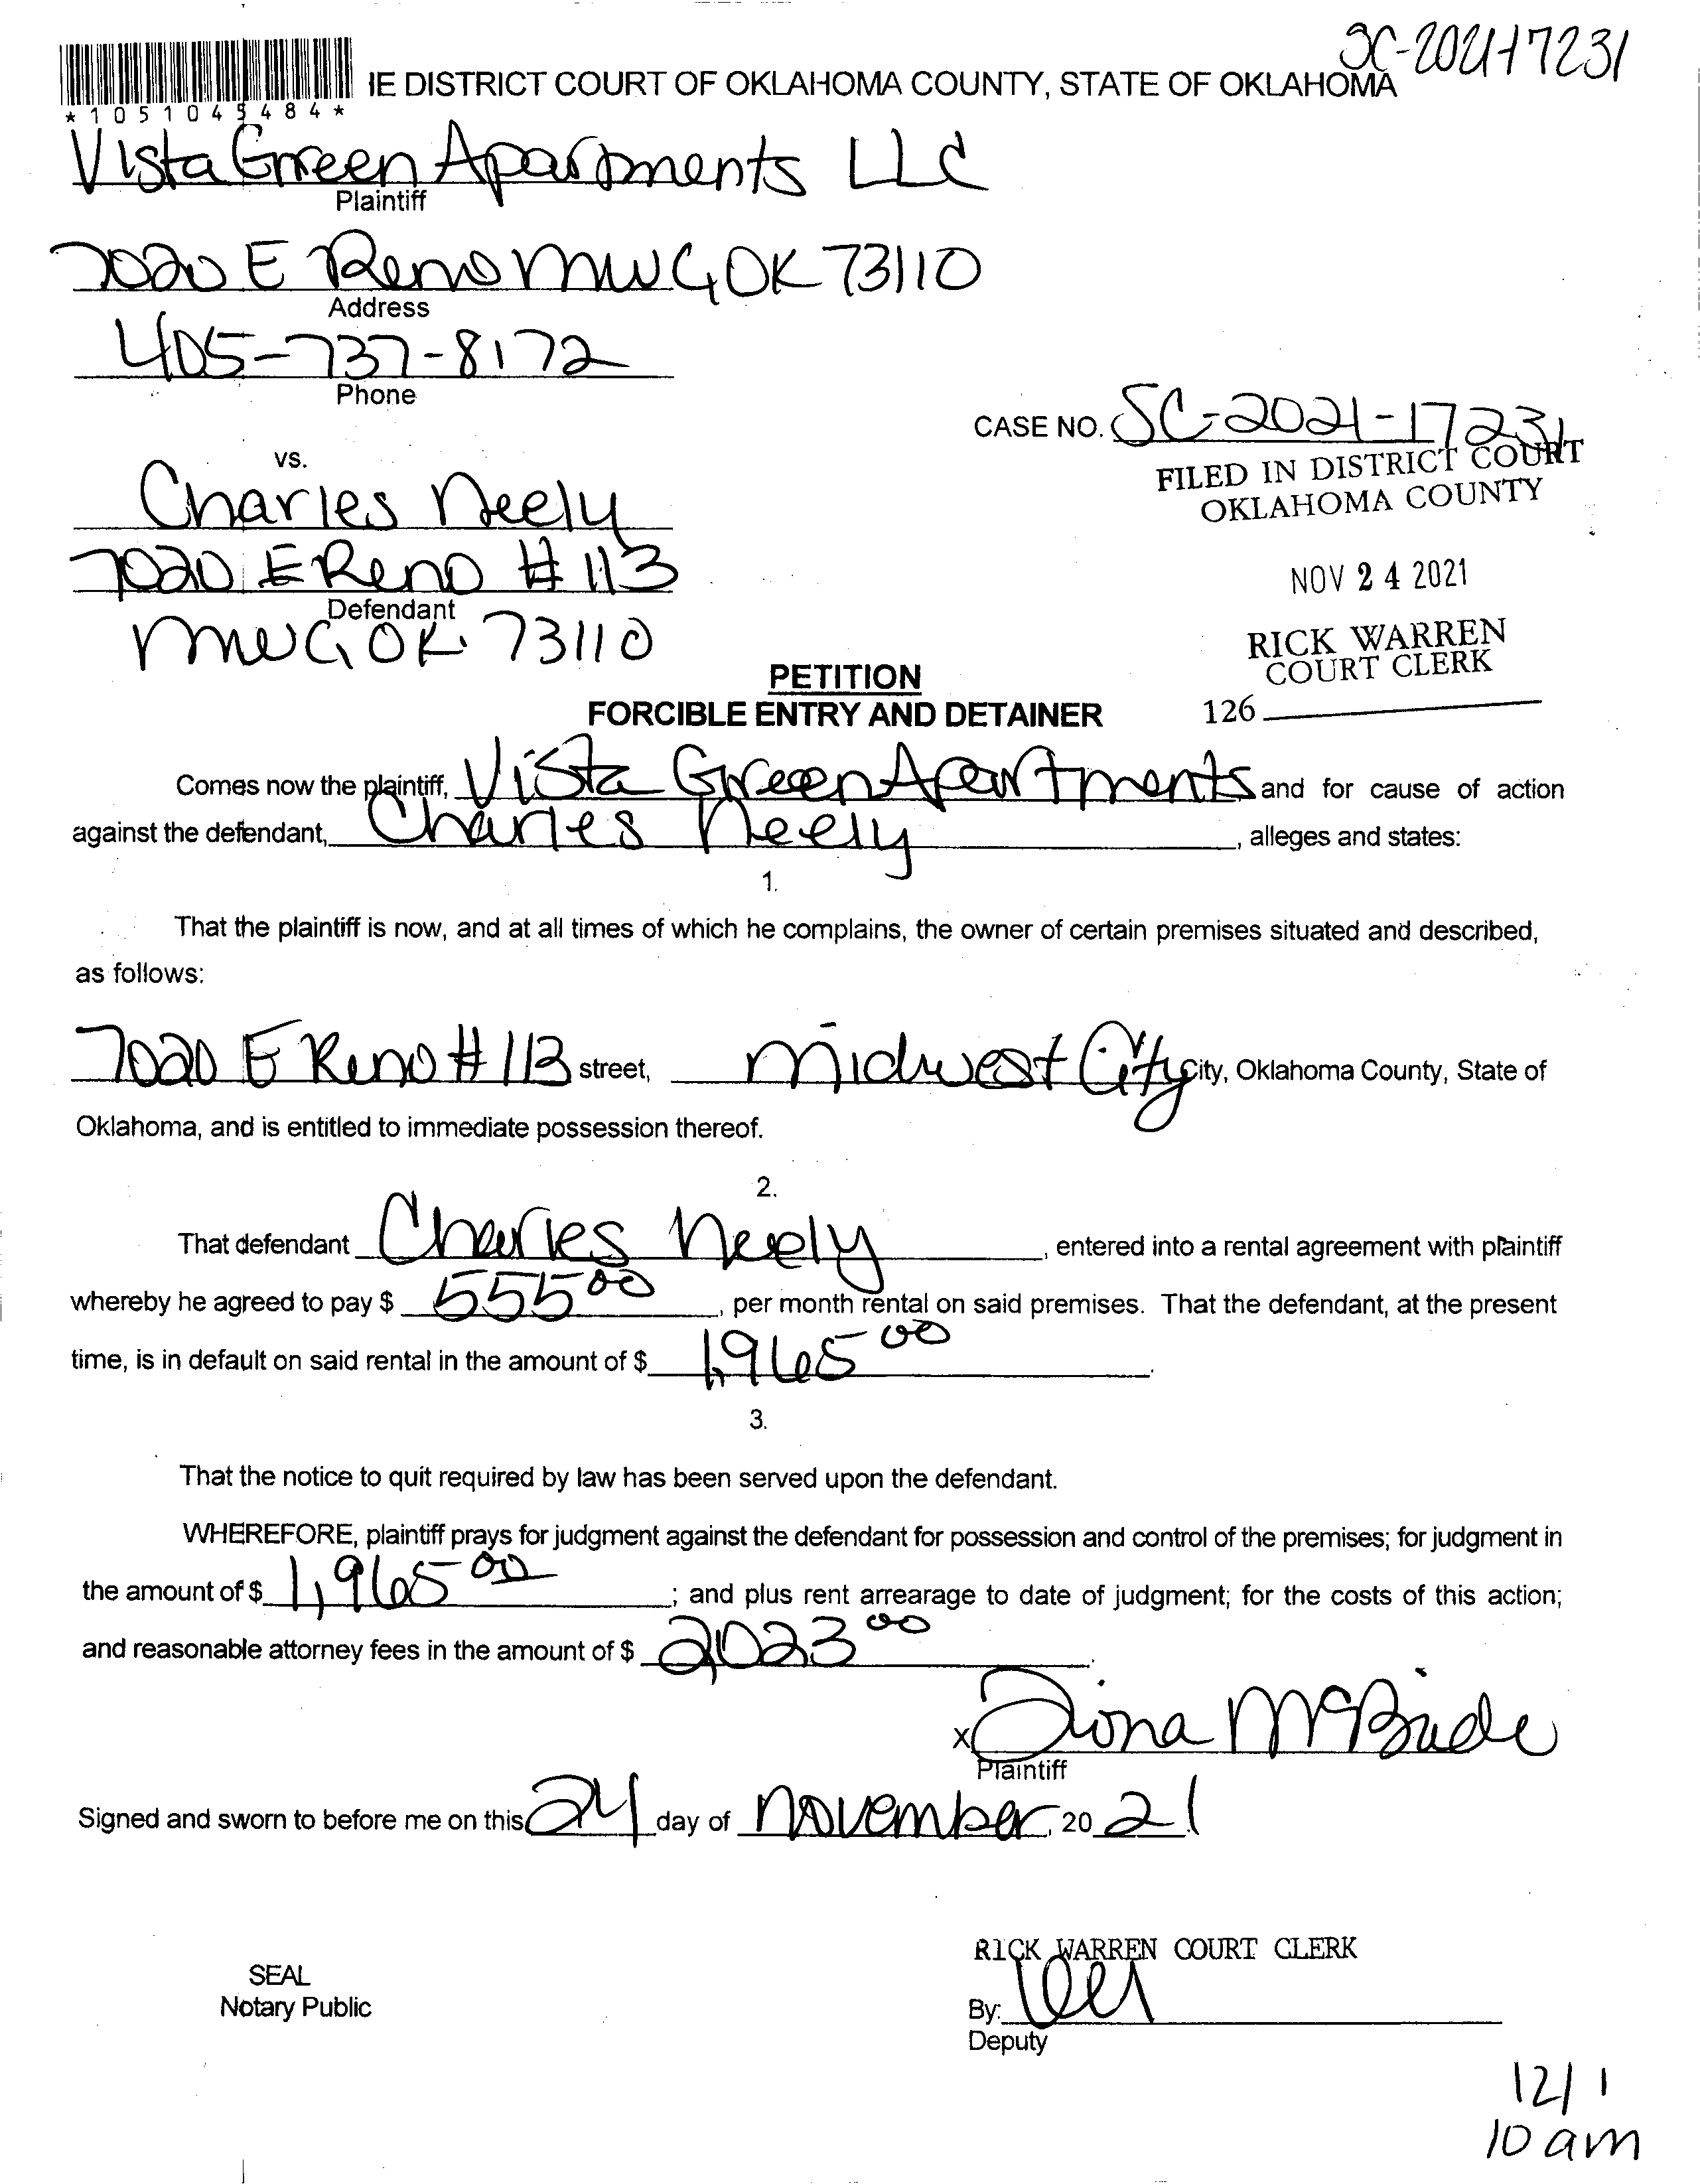 SC-2021-17231
IE DISTRICT COURT OF OKLAHOMA COUNTY, STATE OF OKLAHOMA
*1051045484*
Vista Green Apartments LLC
Plaintiff
7020 E Reno MWC, OK 73110
Address
405-737-8172
Phone
CASE NO. SC-2021-17231
vs.
FILED IN DISTRICT COURT
OKLAHOMA COUNTY
Charles Neely
7020 E Reno # 113
NOV 24 2021
Defendant
MWC, OK 73110
RICK WARREN
COURT CLERK
PETITION
FORCIBLE ENTRY AND DETAINER
126
Comes now the plaintiff, Vista Green Apartments and for cause of action
against the defendant, Charles Neely, alleges and states:
1.
That the plaintiff is now, and at all times of which he complains, the owner of certain premises situated and described,
as follows:
7020 E Reno # 113 street, Midwest City City, Oklahoma County, State of
Oklahoma, and is entitled to immediate possession thereof.
2.
That defendant Charles Neely, entered into a rental agreement with plaintiff
whereby he agreed to pay $ 555 00, per month rental on said premises. That the defendant, at the present
time, is in default on said rental in the amount of $ 1,965 00.
3.
That the notice to quit required by law has been served upon the defendant.
WHEREFORE, plaintiff prays for judgment against the defendant for possession and control of the premises; for judgment in
the amount of $ 1,965 00; and plus rent arrearage to date of judgment; for the costs of this action;
and reasonable attorney fees in the amount of $ 2,023 00.
x McBride
Plaintiff
Signed and sworn to before me on this 24 day of November, 20 21
RICK WARREN COURT CLERK
SEAL
Notary Public
By:
Deputy
12/1
10 am